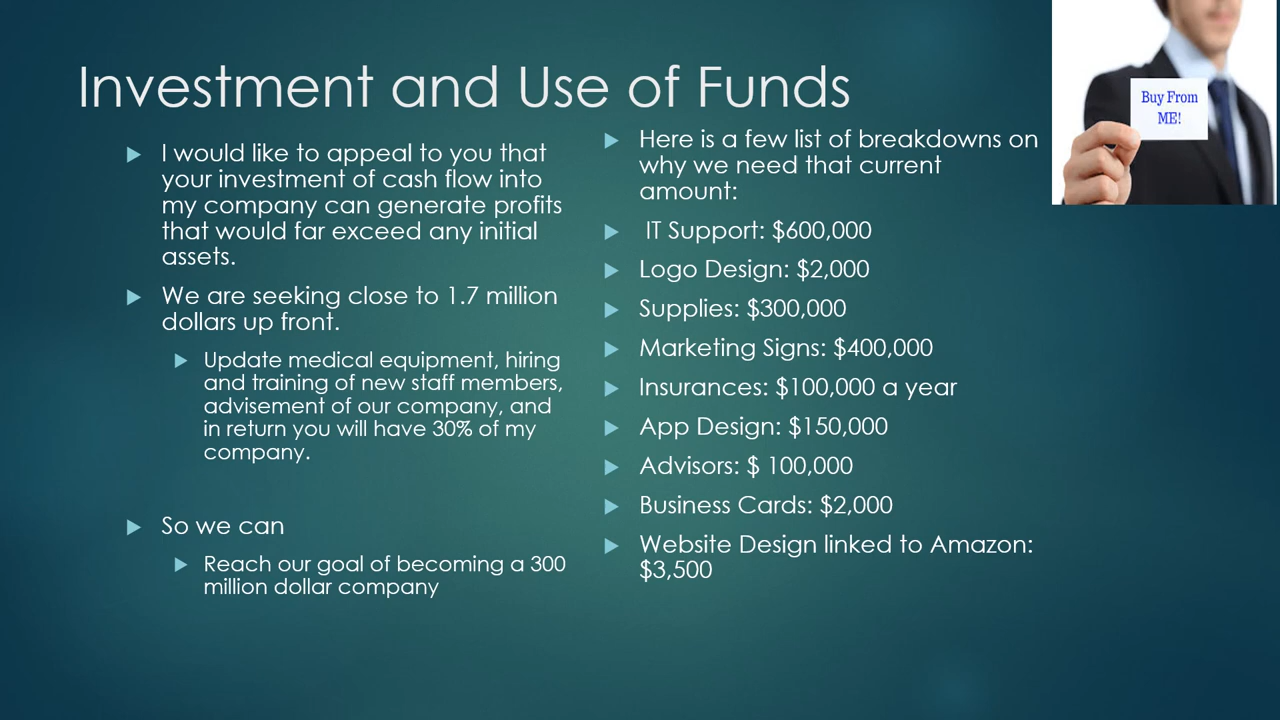 Investment and Use of Funds
I would like to appeal to you that
your investment of cash flow into
my company can generate profits
that would far exceed any initial
assets.
We are seeking close to 1.7 million
dollars up front.
Update medical equipment, hiring
and training of new staff members,
advisement of our company, and
in return you will have 30% of my
company.
So we can
Reach our goal of becoming a 300
million dollar company
Here is a few list of breakdowns on
why we need that current
amount:
IT Support: $600,000
Logo Design: $2,000
Supplies: $300,000
Marketing Signs: $400,000
Insurances: $100,000 a year
App Design: $150,000
Advisors: $ 100,000
Business Cards: $2,000
Website Design linked to Amazon:
$3,500
Buy From
ME!